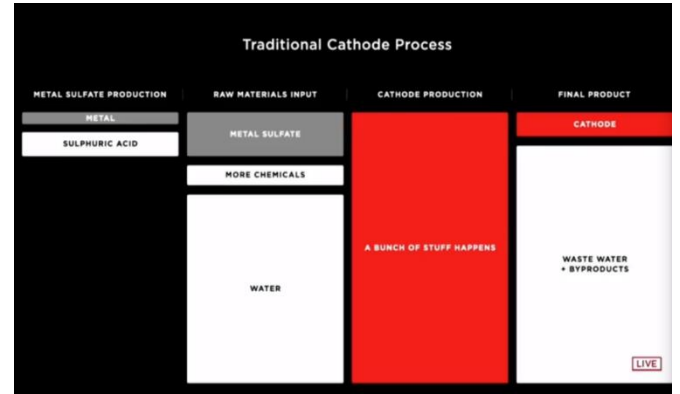 Traditional Cathode Process
METAL SULFATE PRODUCTION
RAW MATERIALS INPUT
CATHODE PRODUCTION
FINAL PRODUCT
METAL
SULPHURIC ACID
METAL SULFATE
MORE CHEMICALS
WATER
A BUNCH OF STUFF HAPPENS
CATHODE
WASTE WATER
+ BYPRODUCTS
LIVE